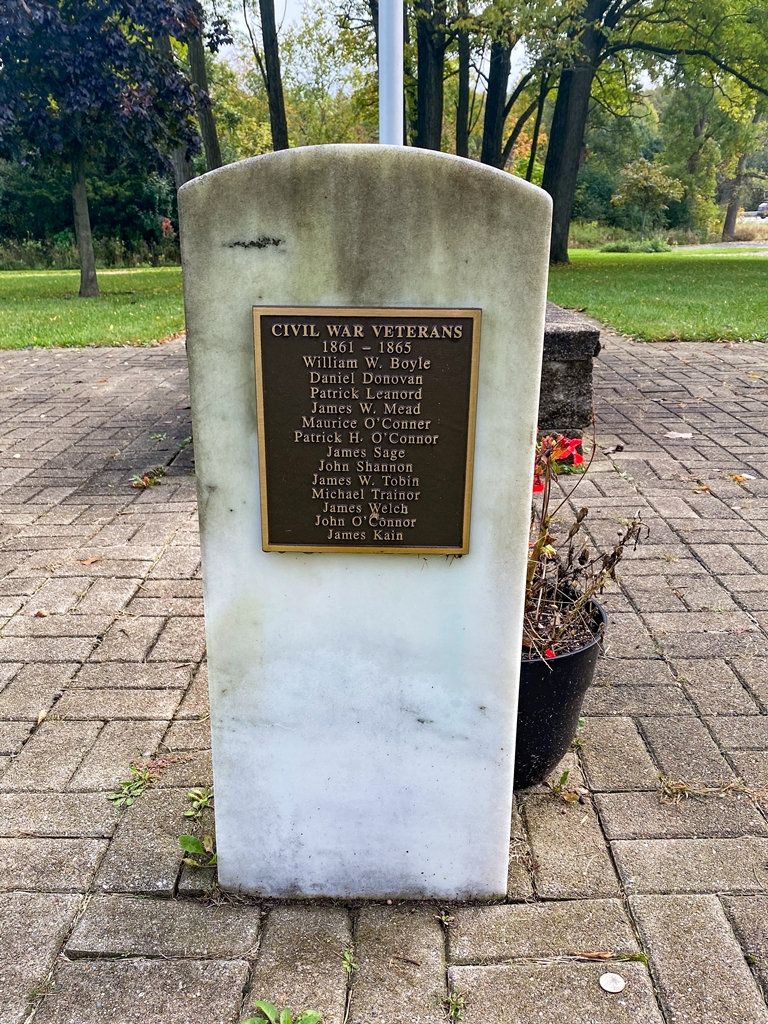 CIVIL WAR VETERANS
1861 – 1865
William W. Boyle
Daniel Donovan
Patrick Leanord
James W. Mead
Maurice O'Conner
Patrick H. O'Connor
James Sage
John Shannon
James W. Tobin
Michael Trainor
James Welch
John O'Connor
James Kain